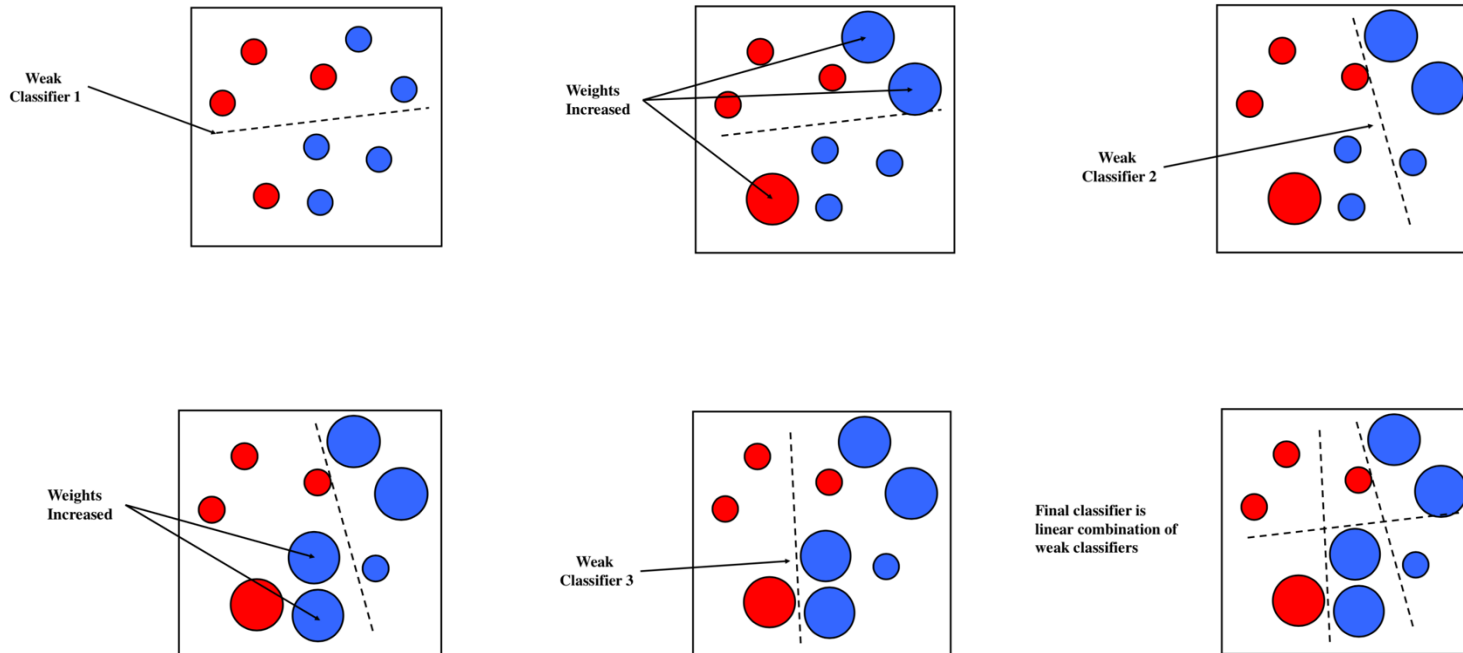 Weak
Classifier 1
Weights
Increased
Weak
Classifier 2
Weights
Increased
Weak
Classifier 3
Final classifier is
linear combination of
weak classifiers